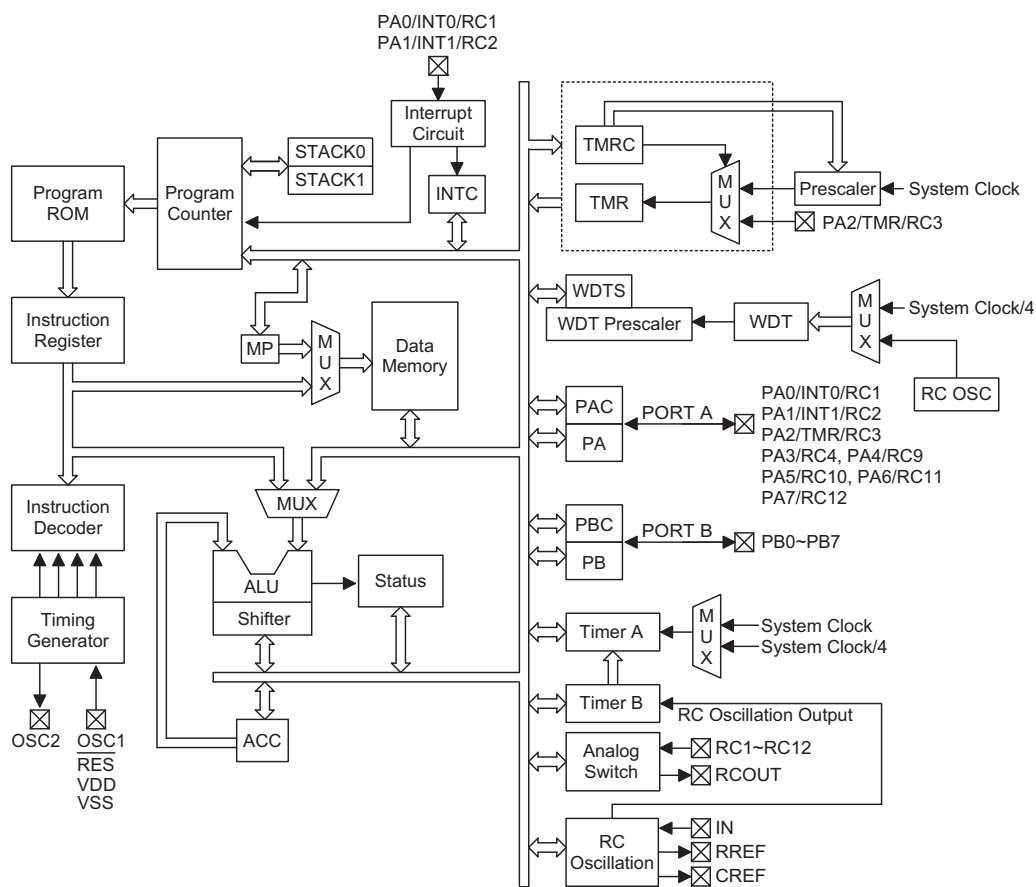 PA0/INT0/RC1
PA1/INT1/RC2
Interrupt
Circuit
STACK0
STACK1
INTC
Program
ROM
Program
Counter
TMRC
TMR
MUX
Prescaler
System Clock
PA2/TMR/RC3
WDTS
WDT Prescaler
WDT
MUX
System Clock/4
RC OSC
Instruction
Register
MP
MUX
Data
Memory
PAC
PA
PORT A
PA0/INT0/RC1
PA1/INT1/RC2
PA2/TMR/RC3
PA3/RC4, PA4/RC9
PA5/RC10, PA6/RC11
PA7/RC12
Instruction
Decoder
MUX
PBC
PB
PORT B
PB0~PB7
ALU
Shifter
Status
Timing
Generator
Timer A
MUX
System Clock
System Clock/4
Timer B
RC Oscillation Output
OSC2
OSC1
RES
VDD
VSS
ACC
Analog
Switch
RC1~RC12
RCOUT
RC
Oscillation
IN
RREF
CREF